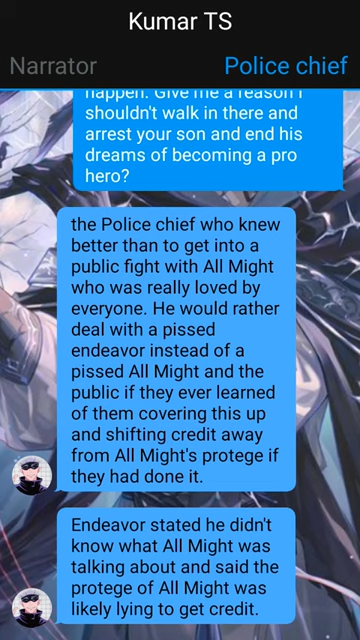 Kumar TS
Narrator
Police chief
happen. Give me a reason I
shouldn't walk in there and
arrest your son and end his
dreams of becoming a pro
hero?
the Police chief who knew
better than to get into a
public fight with All Might
who was really loved by
everyone. He would rather
deal with a pissed
endeavor instead of a
pissed All Might and the
public if they ever learned
of them covering this up
and shifting credit away
from All Might's protege if
they had done it.
Endeavor stated he didn't
know what All Might was
talking about and said the
protege of All Might was
likely lying to get credit.